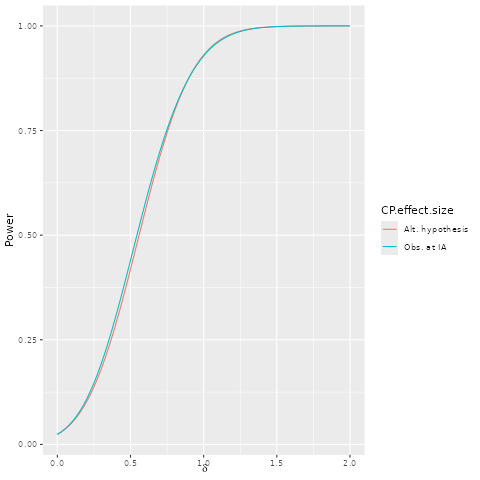 1.00
0.75
0.50
0.25
0.00
Power
0.0 0.5 1.0 1.5 2.0
δ
CP.effect.size
Alt. hypothesis
Obs. at IA